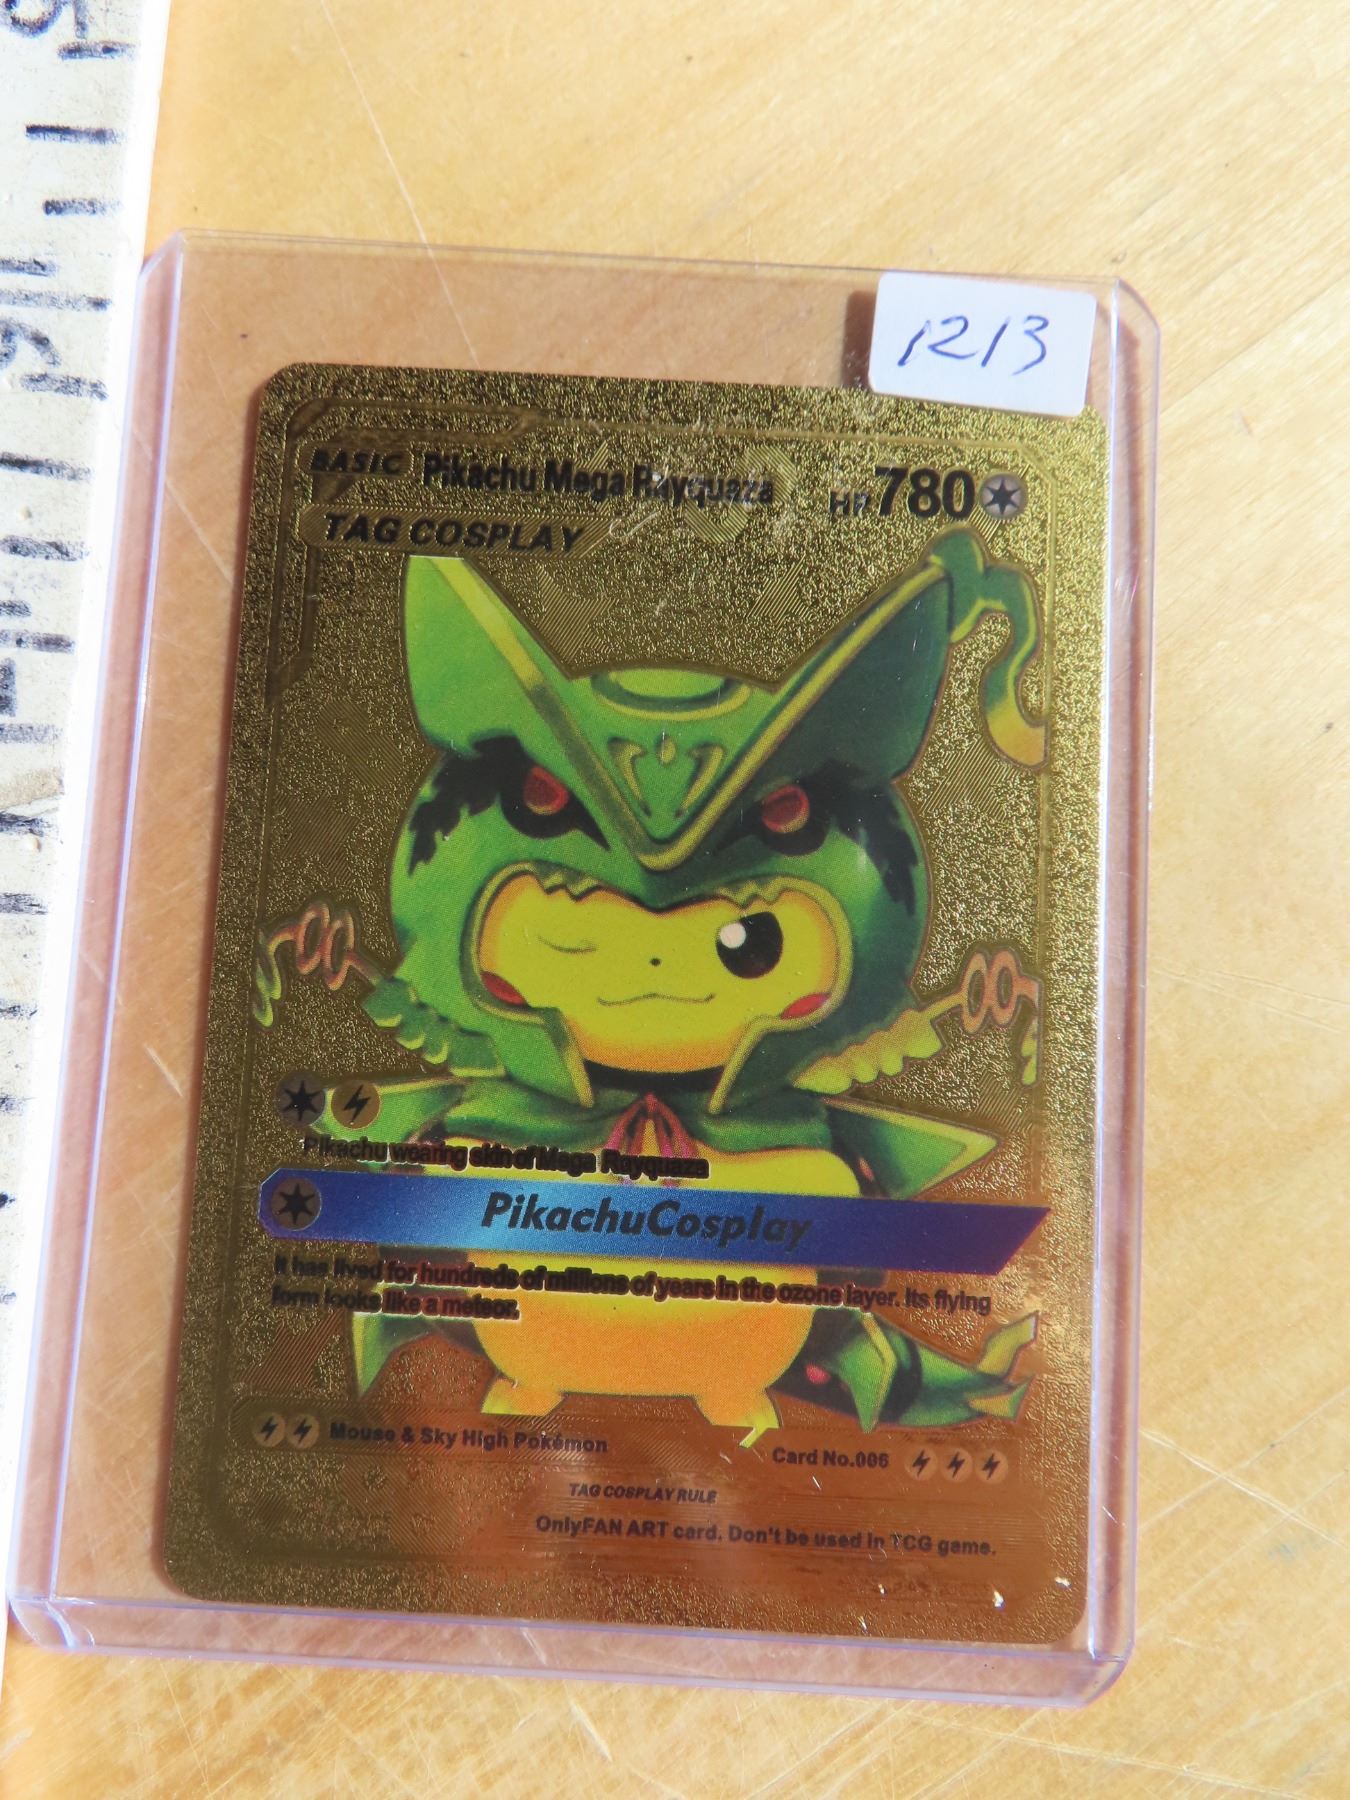 1213
BASIC Pikachu Mega Rayquaza HP 780
TAG COSPLAY
Pikachu wearing skin of Mega Rayquaza
PikachuCosplay
It has lived for hundreds of millions of years in the ozone layer. Its flying
form looks like a meteor.
Mouse & Sky High Pokémon
Card No.006
TAG COSPLAY RULE
OnlyFAN ART card. Don't be used in TCG game.